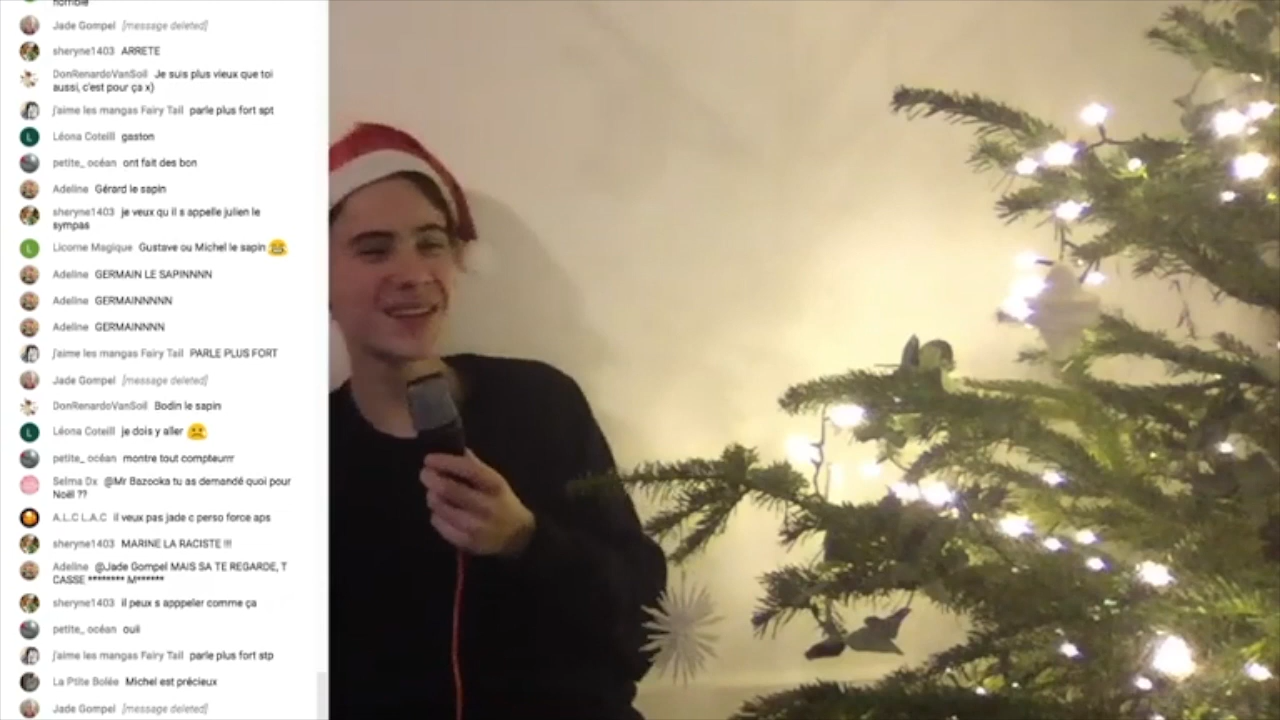 horrible
Jade Gompel [message deleted]
sheryne1403 ARRETE
DonRenardoVanSoil Je suis plus vieux que toi
aussi, c'est pour ça x)
j'aime les mangas Fairy Tail parle plus fort spt
L Léona Coteill gaston
petite_ océan ont fait des bon
Adeline Gérard le sapin
sheryne1403 je veux qu il s appelle julien le
sympas
L Licorne Magique Gustave ou Michel le sapin 😂
Adeline GERMAIN LE SAPINNNN
Adeline GERMAINNNNN
Adeline GERMAINNNN
j'aime les mangas Fairy Tail PARLE PLUS FORT
Jade Gompel [message deleted]
DonRenardoVanSoil Bodin le sapin
L Léona Coteill je dois y aller ☹️
petite_ océan montre tout compteurrr
Selma Dx @Mr Bazooka tu as demandé quoi pour
Noël ??
A.L.C L.A.C il veux pas jade c perso force aps
sheryne1403 MARINE LA RACISTE !!!
Adeline @Jade Gompel MAIS SA TE REGARDE, T
CASSE ******** M******
sheryne1403 il peux s apppeler comme ça
petite_ océan ouii
j'aime les mangas Fairy Tail parle plus fort stp
La Ptite Bolée Michel est précieux
Jade Gompel [message deleted]